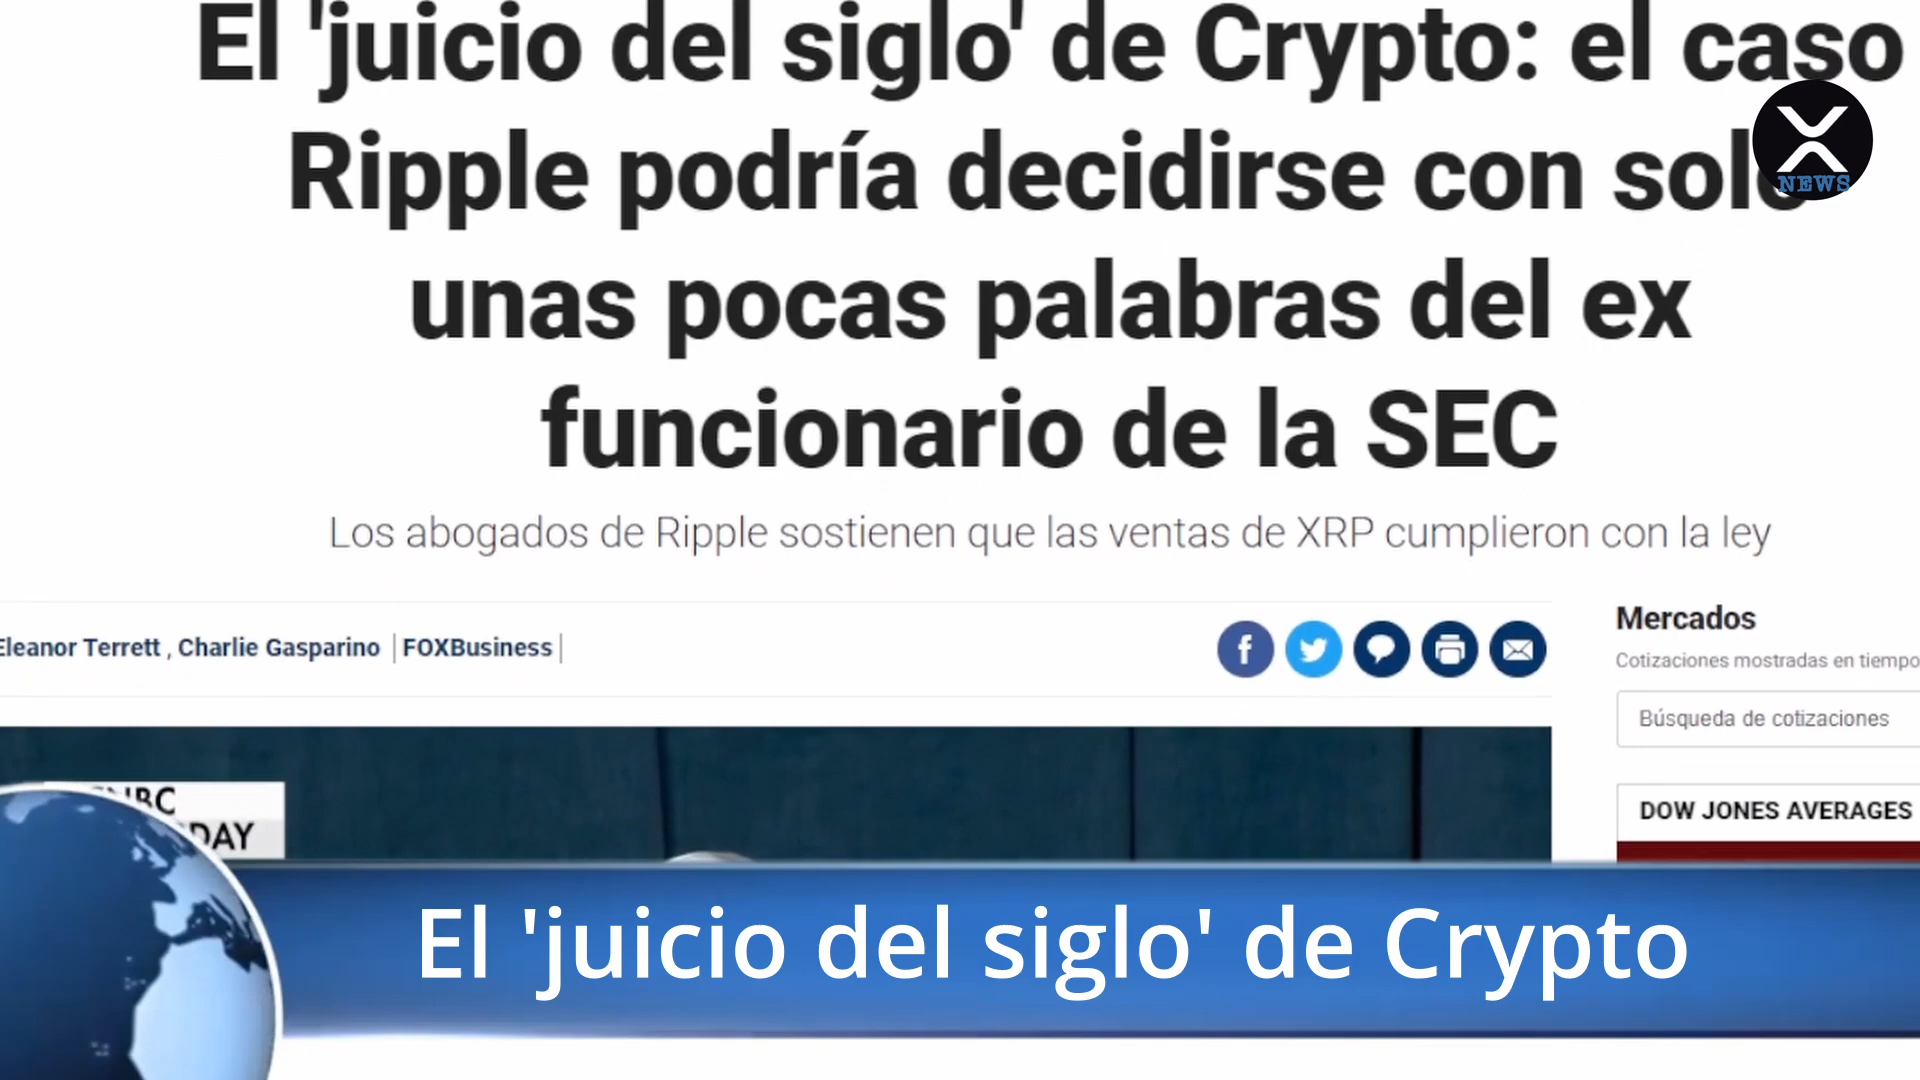 El 'juicio del siglo' de Crypto: el caso
Ripple podría decidirse con solo
NEWS
unas pocas palabras del ex
funcionario de la SEC
Los abogados de Ripple sostienen que las ventas de XRP cumplieron con la ley
Eleanor Terrett , Charlie Gasparino | FOXBusiness |
f
Mercados
Cotizaciones mostradas en tiempo
Búsqueda de cotizaciones
DOW JONES AVERAGES
El 'juicio del siglo' de Crypto